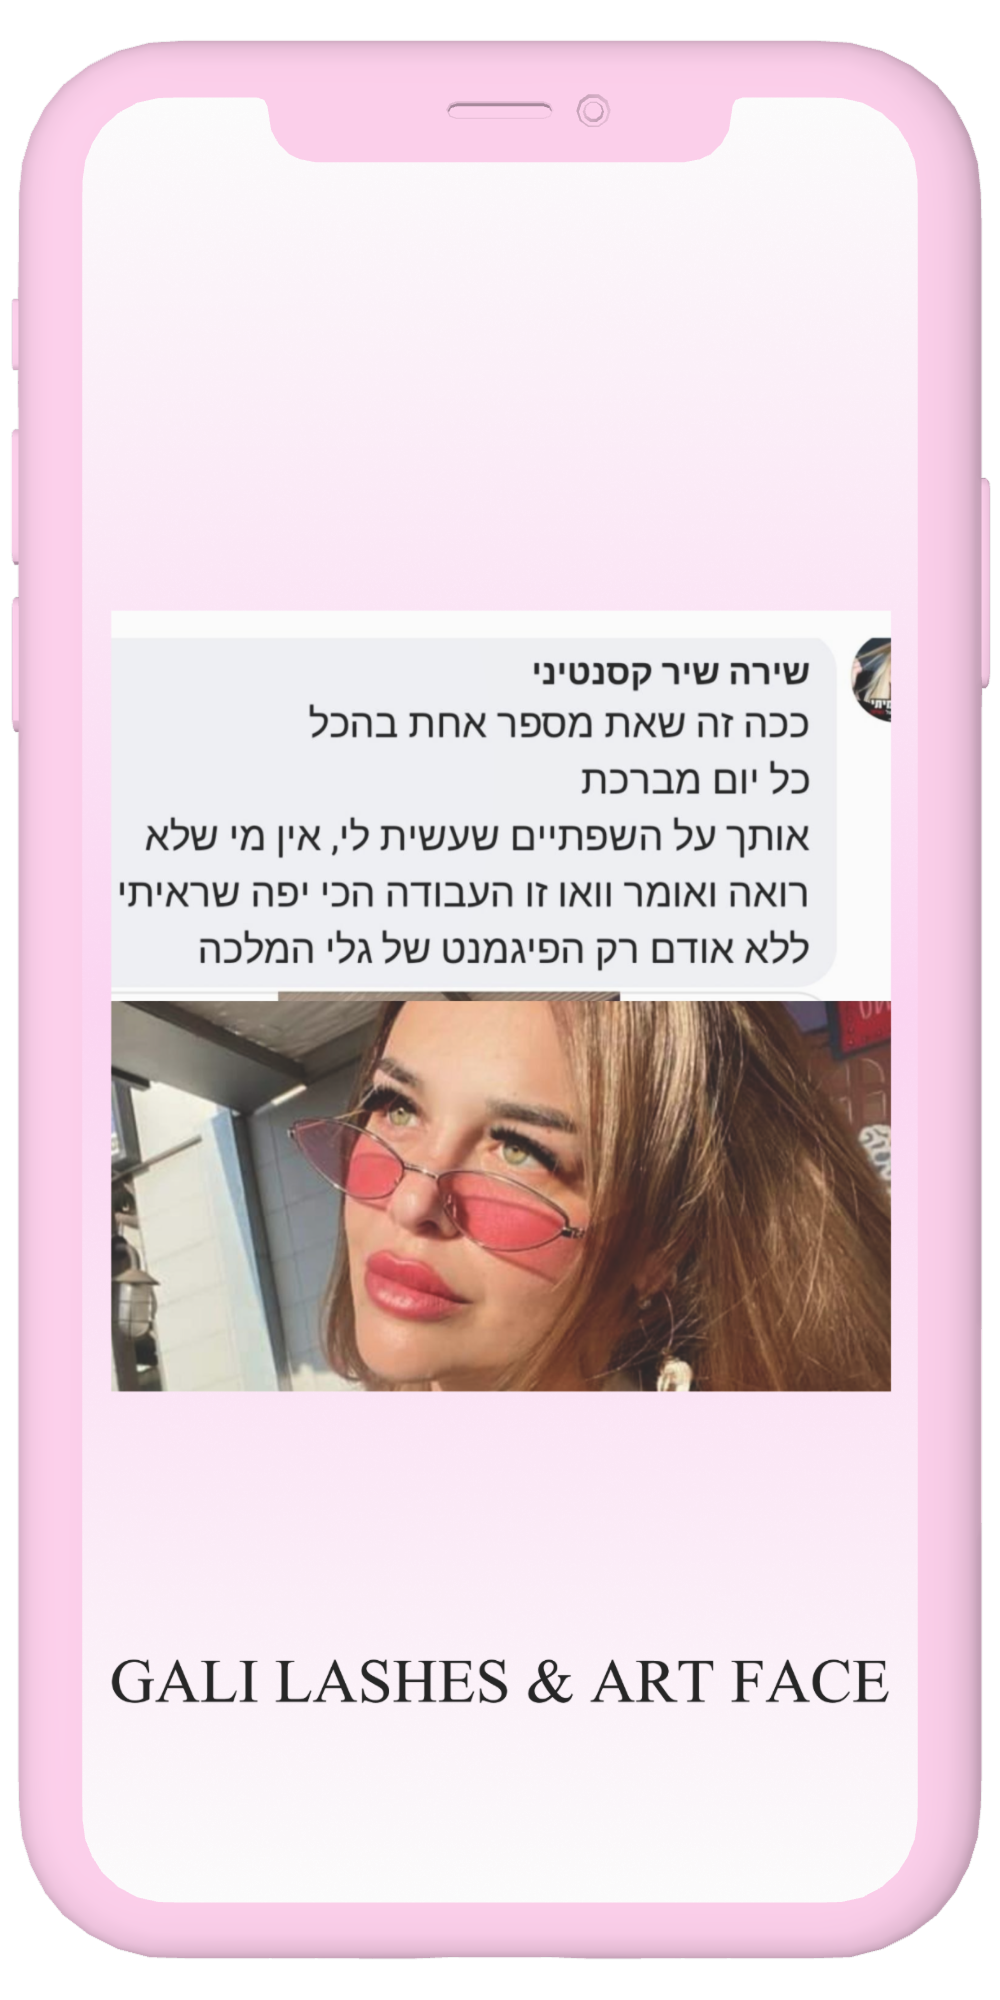 שירה שיר קסנטיני
ככה זה שאת מספר אחת בהכל
כל יום מברכת
אותך על השפתיים שעשית לי, אין מי שלא
רואה ואומר וואו זו העבודה הכי יפה שראיתי
ללא אודם רק הפיגמנט של גלי המלכה
GALI LASHES & ART FACE